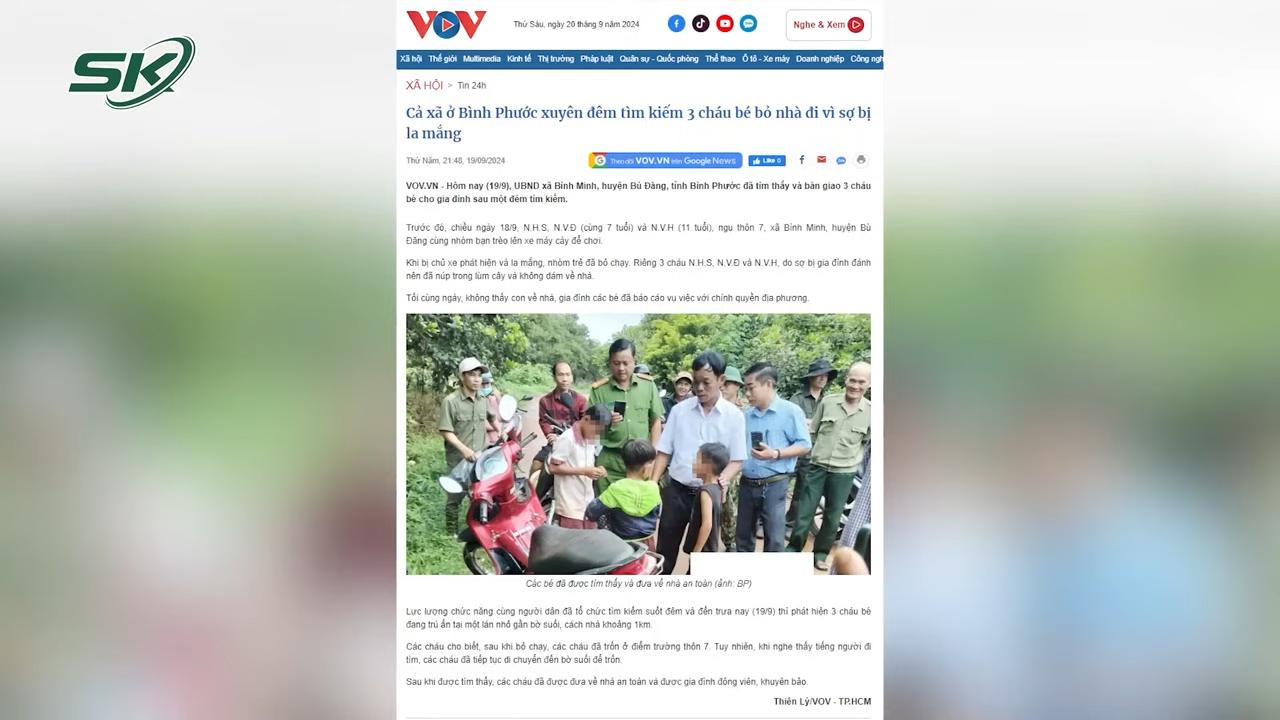 SK
VOV
Thứ Sáu, ngày 20 tháng 9 năm 2024
Nghe & Xem
Xã hội Thế giới Multimedia Kinh tế Thị trường Pháp luật Quân sự - Quốc phòng Thể thao Ô tô - Xe máy Doanh nghiệp Công ngh
XÃ HỘI > Tin 24h
Cả xã ở Bình Phước xuyên đêm tìm kiếm 3 cháu bé bỏ nhà đi vì sợ bị
la mắng
Thứ Năm, 21:48, 19/09/2024
Theo dõi VOV.VN trên Google News
Like 0
VOV.VN - Hôm nay (19/9), UBND xã Bình Minh, huyện Bù Đăng, tỉnh Bình Phước đã tìm thấy và bàn giao 3 cháu
bé cho gia đình sau một đêm tìm kiếm.
Trước đó, chiều ngày 18/9, N.H.S, N.V.Đ (cùng 7 tuổi) và N.V.H (11 tuổi), ngụ thôn 7, xã Bình Minh, huyện Bù
Đăng cùng nhóm bạn trèo lên xe máy cày để chơi.
Khi bị chủ xe phát hiện và la mắng, nhóm trẻ đã bỏ chạy. Riêng 3 cháu N.H.S, N.V.Đ và N.V.H, do sợ bị gia đình đánh
nên đã núp trong lùm cây và không dám về nhà.
Tối cùng ngày, không thấy con về nhà, gia đình các bé đã báo cáo vụ việc với chính quyền địa phương.
Các bé đã được tìm thấy và đưa về nhà an toàn (ảnh: BP)
Lực lượng chức năng cùng người dân đã tổ chức tìm kiếm suốt đêm và đến trưa nay (19/9) thì phát hiện 3 cháu bé
đang trú ẩn tại một lán nhỏ gần bờ suối, cách nhà khoảng 1km.
Các cháu cho biết, sau khi bỏ chạy, các cháu đã trốn ở điểm trường thôn 7. Tuy nhiên, khi nghe thấy tiếng người đi
tìm, các cháu đã tiếp tục di chuyển đến bờ suối để trốn.
Sau khi được tìm thấy, các cháu đã được đưa về nhà an toàn và được gia đình động viên, khuyên bảo.
Thiên Lý/VOV - TP.HCM